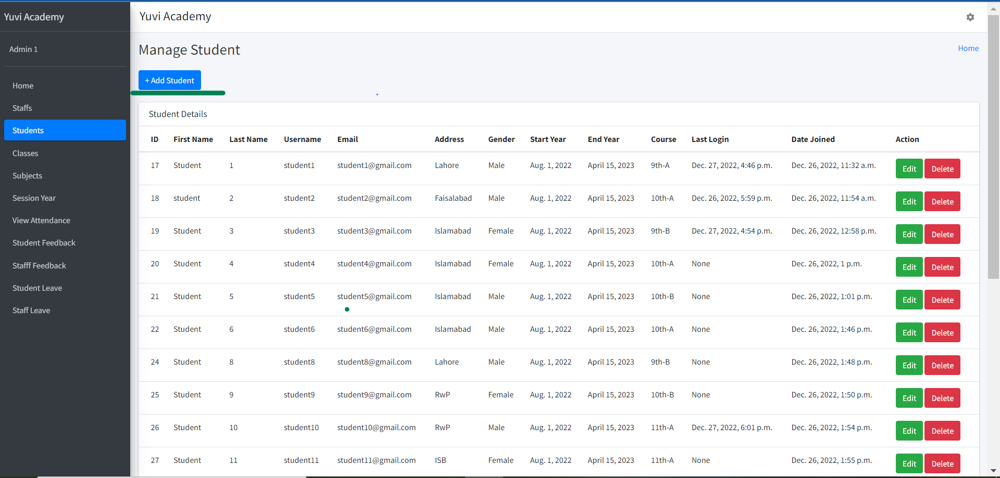 Yuvi Academy
Admin 1
Home
Staffs
Students
Classes
Subjects
Session Year
View Attendance
Student Feedback
Stafff Feedback
Student Leave
Staff Leave
Yuvi Academy
Manage Student
Home
+ Add Student
Student Details
ID First Name Last Name Username Email Address Gender Start Year End Year Course Last Login Date Joined Action
17 Student 1 student1 student1@gmail.com Lahore Male Aug. 1, 2022 April 15, 2023 9th-A Dec. 27, 2022, 4:46 p.m. Dec. 26, 2022, 11:32 a.m. Edit Delete
18 student 2 student2 student2@gmail.com Faisalabad Male Aug. 1, 2022 April 15, 2023 10th-A Dec. 26, 2022, 5:59 p.m. Dec. 26, 2022, 11:54 a.m. Edit Delete
19 Student 3 student3 student3@gmail.com Islamabad Female Aug. 1, 2022 April 15, 2023 9th-B Dec. 27, 2022, 4:54 p.m. Dec. 26, 2022, 12:58 p.m. Edit Delete
20 Student 4 student4 student4@gmail.com Islamabad Female Aug. 1, 2022 April 15, 2023 10th-A None Dec. 26, 2022, 1 p.m. Edit Delete
21 Student 5 student5 student5@gmail.com Islamabad Male Aug. 1, 2022 April 15, 2023 10th-B None Dec. 26, 2022, 1:01 p.m. Edit Delete
22 Student 6 student6 student6@gmail.com Islamabad Male Aug. 1, 2022 April 15, 2023 10th-A None Dec. 26, 2022, 1:46 p.m. Edit Delete
24 Student 8 student8 student8@gmail.com Lahore Male Aug. 1, 2022 April 15, 2023 9th-B None Dec. 26, 2022, 1:48 p.m. Edit Delete
25 Student 9 student9 student9@gmail.com RwP Female Aug. 1, 2022 April 15, 2023 10th-B None Dec. 26, 2022, 1:50 p.m. Edit Delete
26 Student 10 student10 student10@gmail.com RwP Male Aug. 1, 2022 April 15, 2023 11th-A Dec. 27, 2022, 6:01 p.m. Dec. 26, 2022, 1:54 p.m. Edit Delete
27 Student 11 student11 student11@gmail.com ISB Female Aug. 1, 2022 April 15, 2023 11th-A None Dec. 26, 2022, 1:55 p.m. Edit Delete